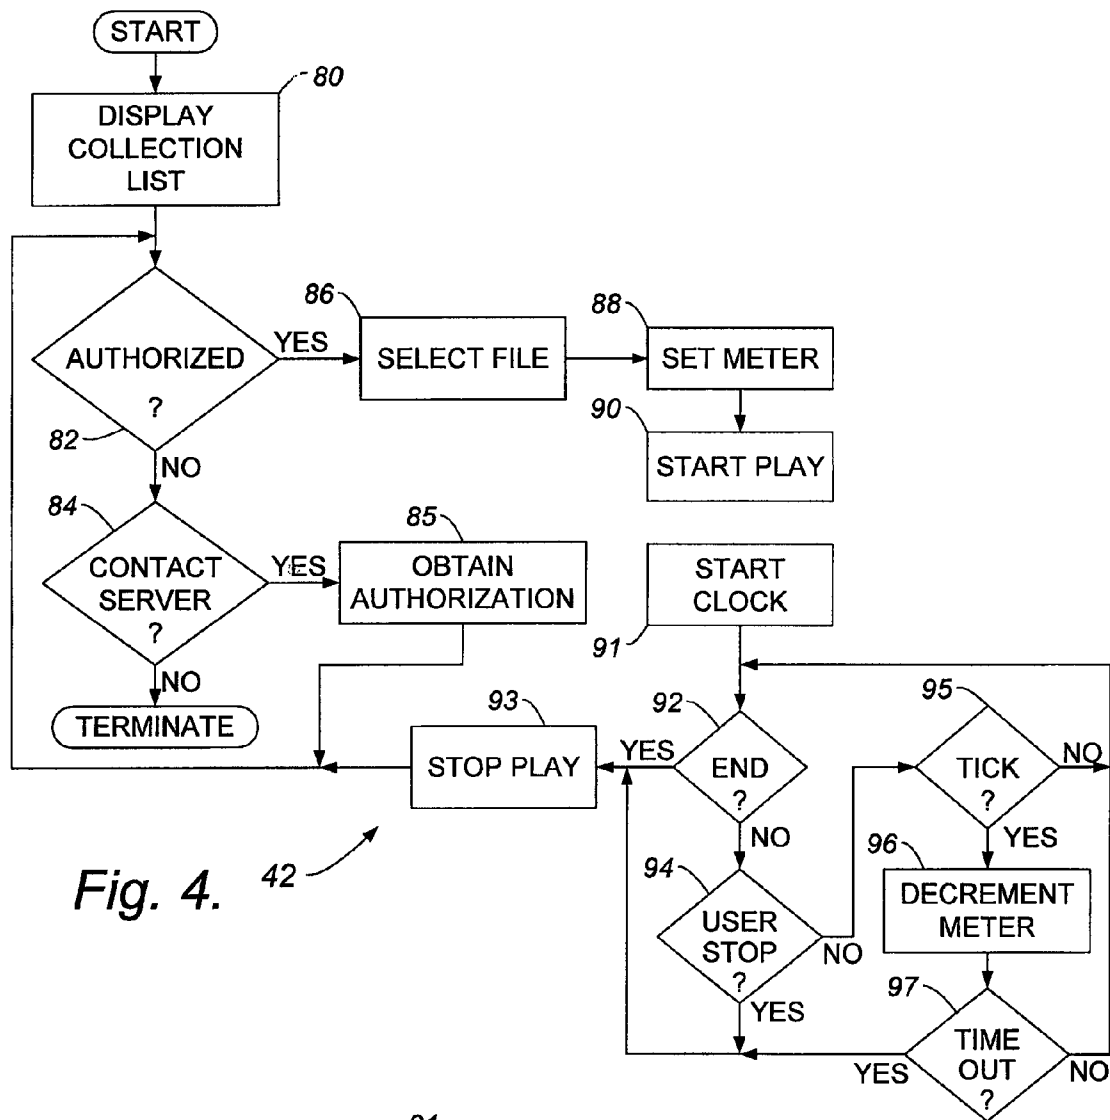 START
80
DISPLAY
COLLECTION
LIST
86
88
AUTHORIZED
?
YES
SELECT FILE
SET METER
82
90
NO
START PLAY
84
85
CONTACT
SERVER
?
YES
OBTAIN
AUTHORIZATION
START
CLOCK
91
NO
TERMINATE
93
92
95
STOP PLAY
YES
END
?
TICK
?
NO
NO
YES
Fig. 4.
42
94
96
USER
STOP
?
NO
DECREMENT
METER
YES
97
TIME
OUT
?
YES
NO